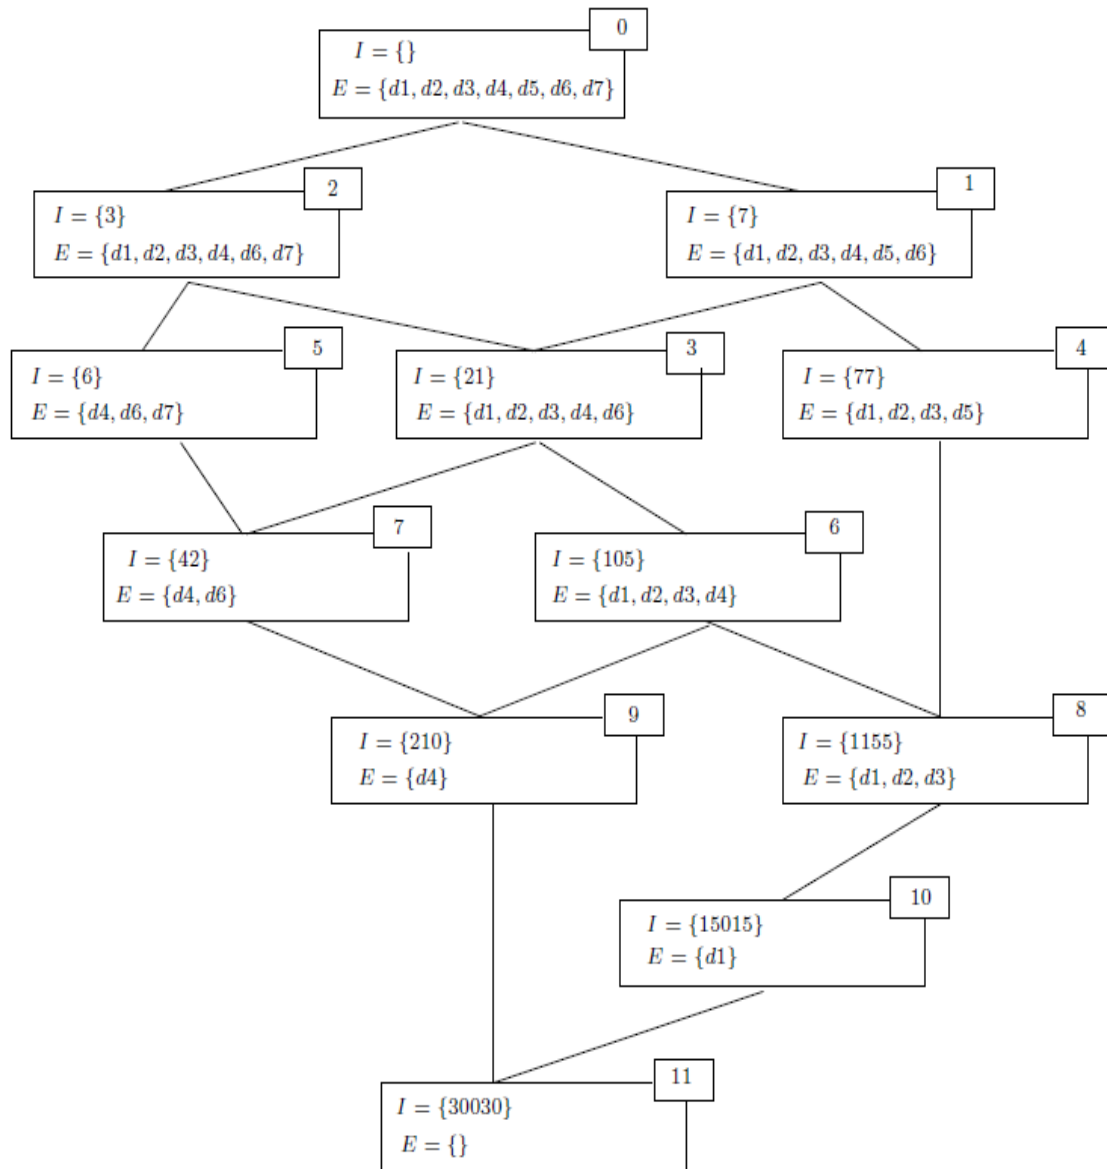 0
I = {}
E = {d1, d2, d3, d4, d5, d6, d7}
2
I = {3}
E = {d1, d2, d3, d4, d6, d7}
1
I = {7}
E = {d1, d2, d3, d4, d5, d6}
5
I = {6}
E = {d4, d6, d7}
3
I = {21}
E = {d1, d2, d3, d4, d6}
4
I = {77}
E = {d1, d2, d3, d5}
7
I = {42}
E = {d4, d6}
6
I = {105}
E = {d1, d2, d3, d4}
9
I = {210}
E = {d4}
8
I = {1155}
E = {d1, d2, d3}
10
I = {15015}
E = {d1}
11
I = {30030}
E = {}